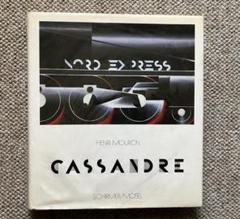 NORD EXPRESS
HENRI MOURON
CASSANDRE
SCHIRMER/MOSEL